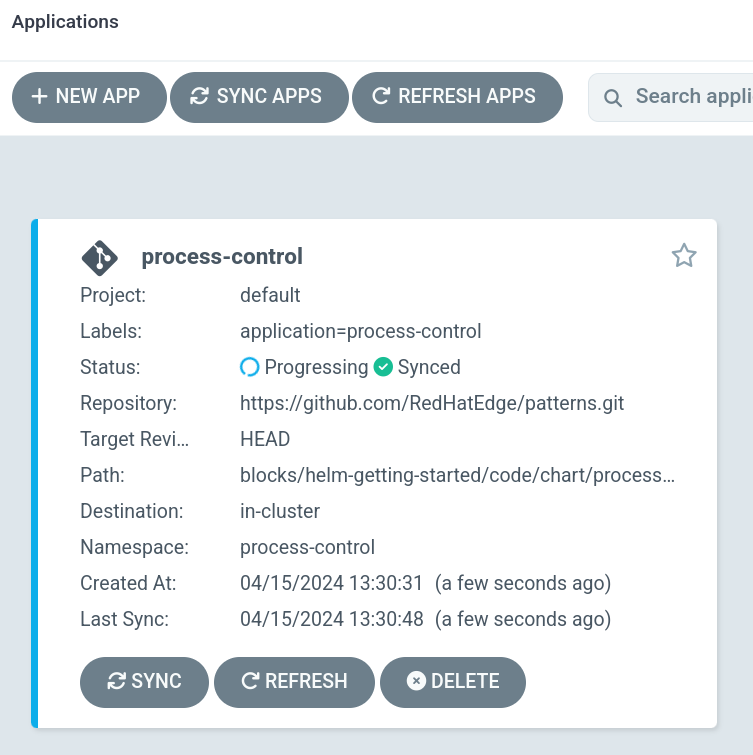 Applications
NEW APP SYNC APPS REFRESH APPS Search appli
process-control
Project: default
Labels: application=process-control
Status: Progressing Synced
Repository: https://github.com/RedHatEdge/patterns.git
Target Revi... HEAD
Path: blocks/helm-getting-started/code/chart/process...
Destination: in-cluster
Namespace: process-control
Created At: 04/15/2024 13:30:31 (a few seconds ago)
Last Sync: 04/15/2024 13:30:48 (a few seconds ago)
SYNC REFRESH DELETE